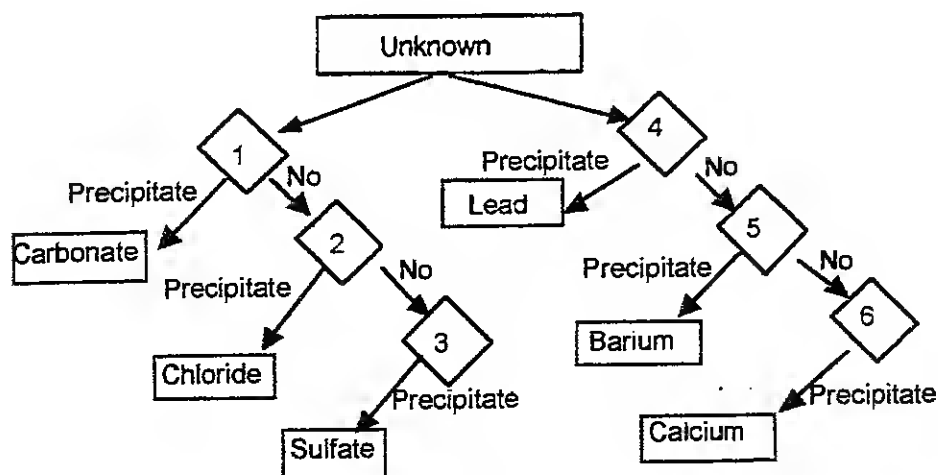 Unknown
1
4
Precipitate
No
Precipitate
No
Carbonate
Lead
2
5
Precipitate
No
Precipitate
No
Chloride
3
Barium
6
Precipitate
Precipitate
Sulfate
Calcium